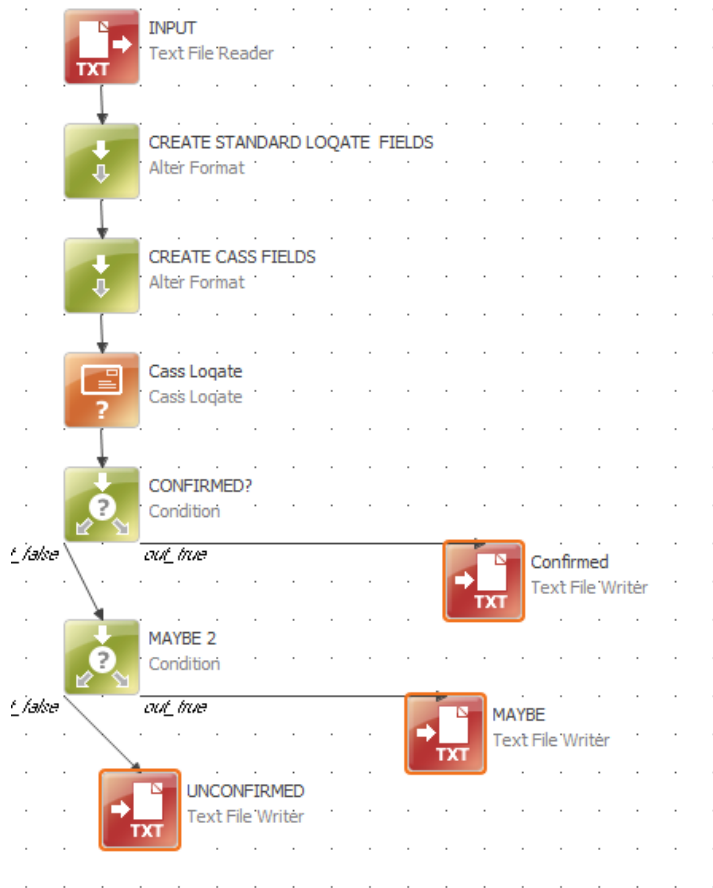 INPUT
Text File Reader
TXT
CREATE STANDARD LOQATE FIELDS
Alter Format
CREATE CASS FIELDS
Alter Format
Cass Loqate
Cass Loqate
?
CONFIRMED?
Condition
?
t_false
out_true
Confirmed
Text File Writer
TXT
MAYBE 2
Condition
?
t_false
out_true
MAYBE
Text File Writer
TXT
UNCONFIRMED
Text File Writer
TXT